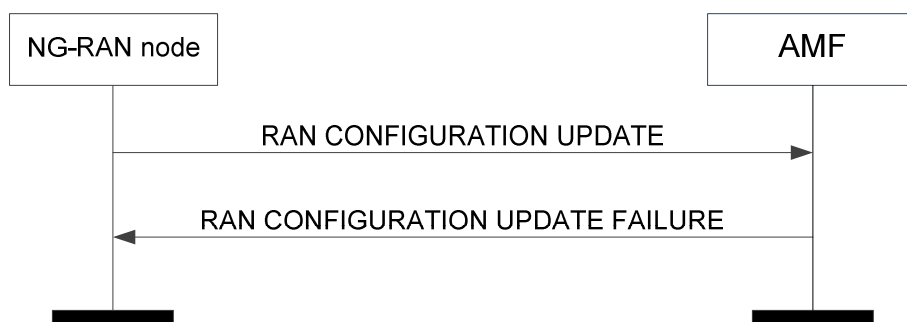 NG-RAN node
AMF
RAN CONFIGURATION UPDATE
RAN CONFIGURATION UPDATE FAILURE